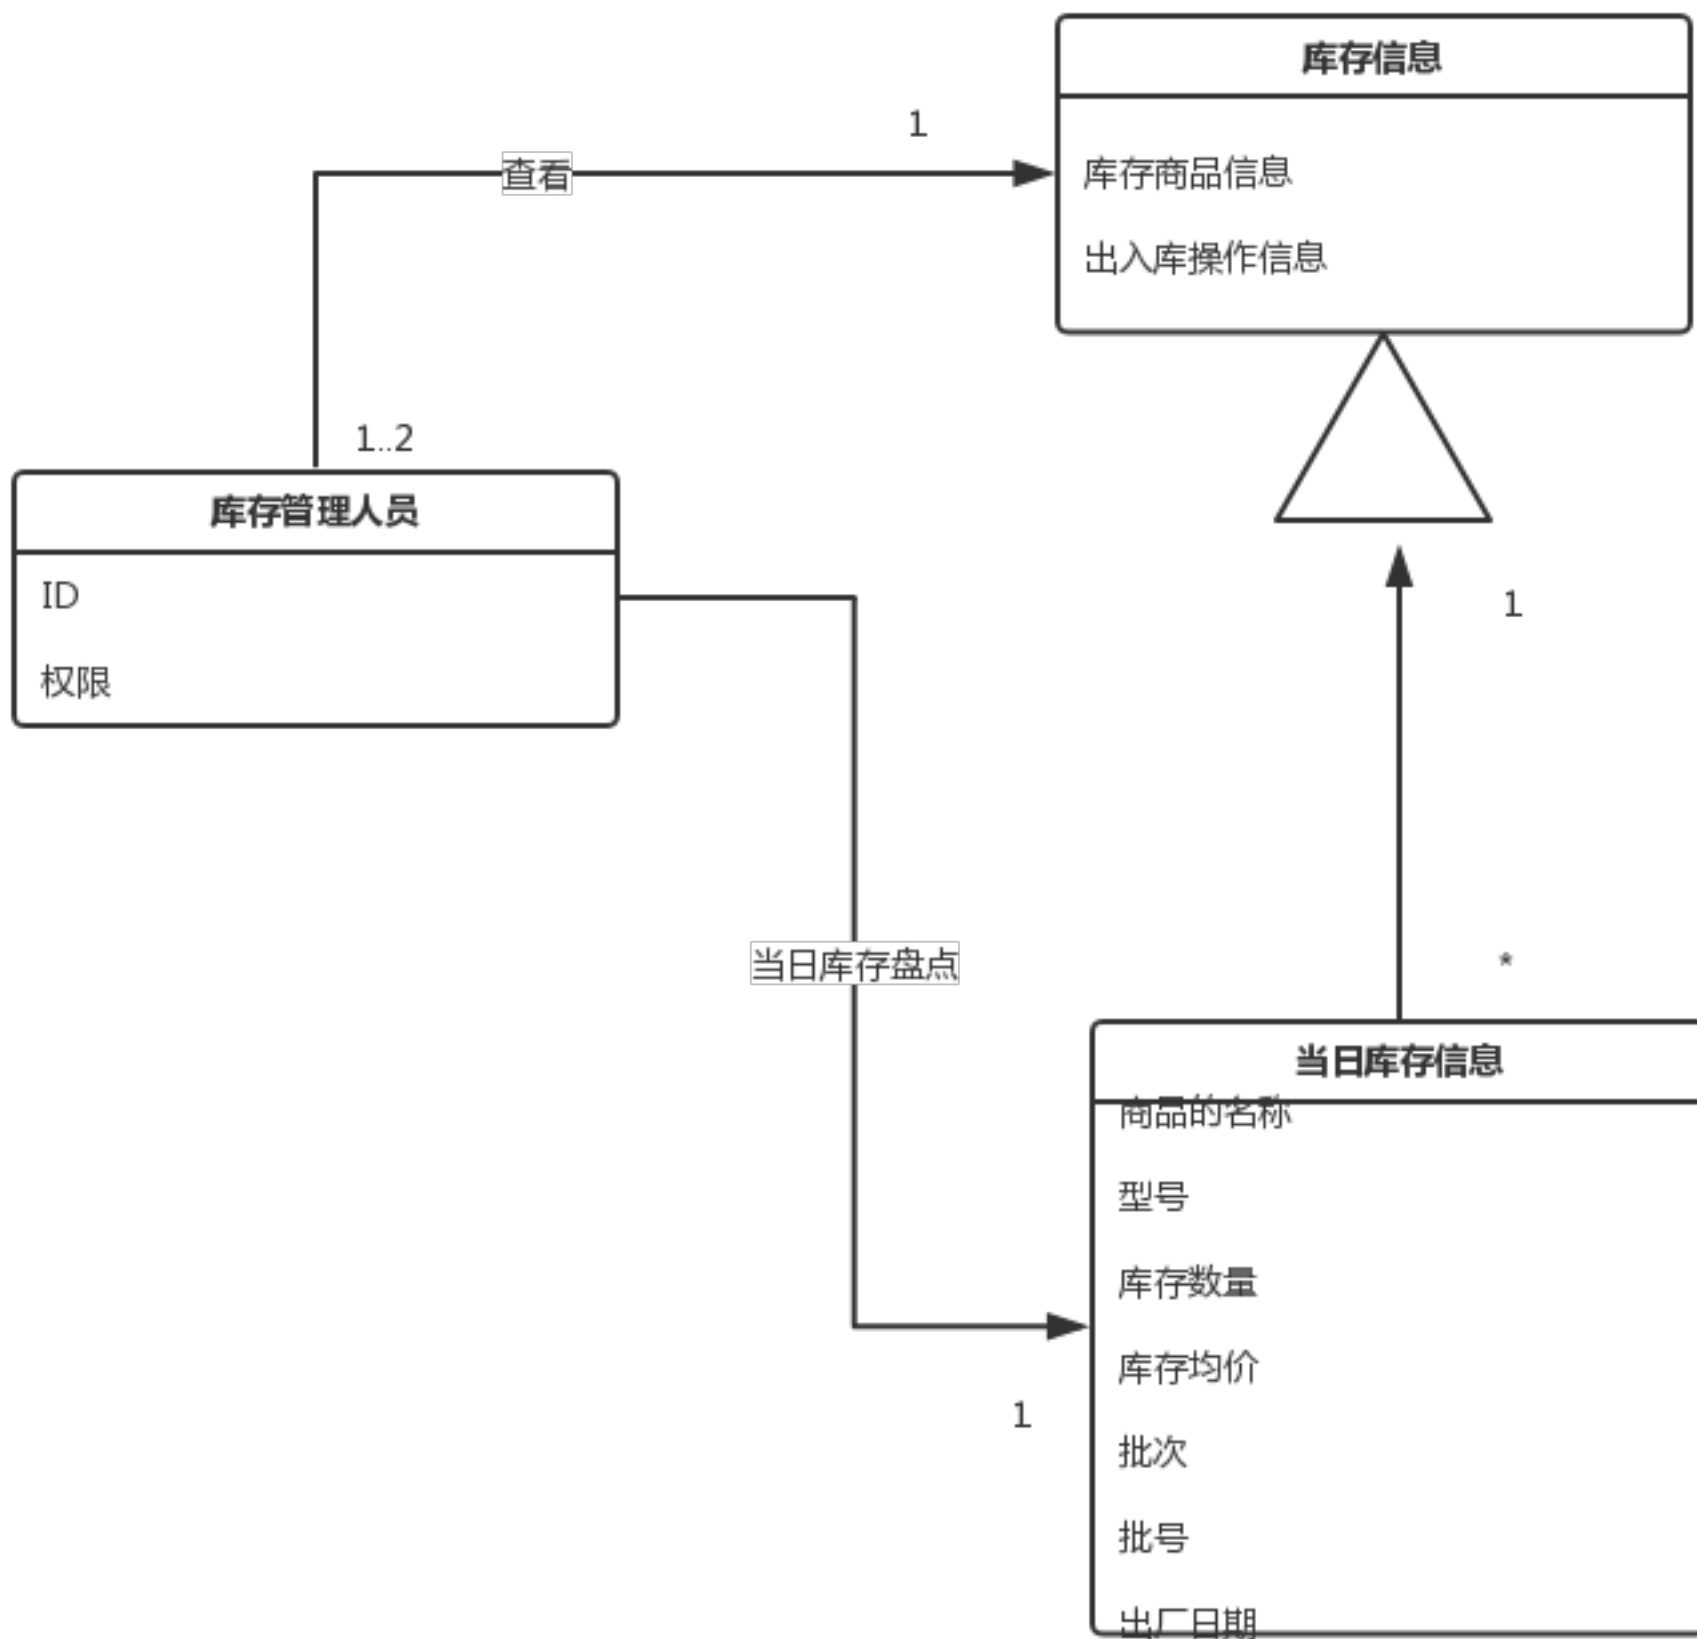 库存信息
1
查看
库存商品信息
出入库操作信息
1..2
库存管理人员
ID
权限
1
当日库存盘点
*
当日库存信息
商品的名称
型号
库存数量
库存均价
1
批次
批号
出厂日期